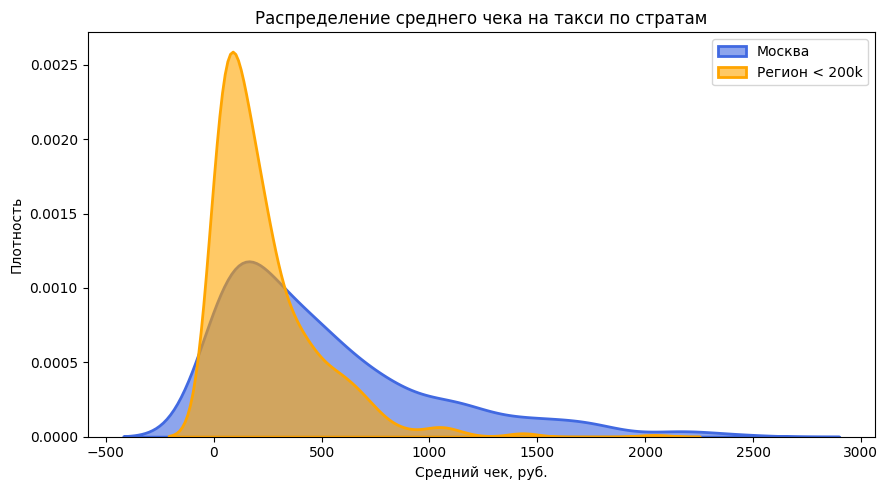 Распределение среднего чека на такси по стратам
Москва
Регион < 200k
Плотность
0.0025
0.0020
0.0015
0.0010
0.0005
0.0000
−500
0
500
1000
1500
2000
2500
3000
Средний чек, руб.